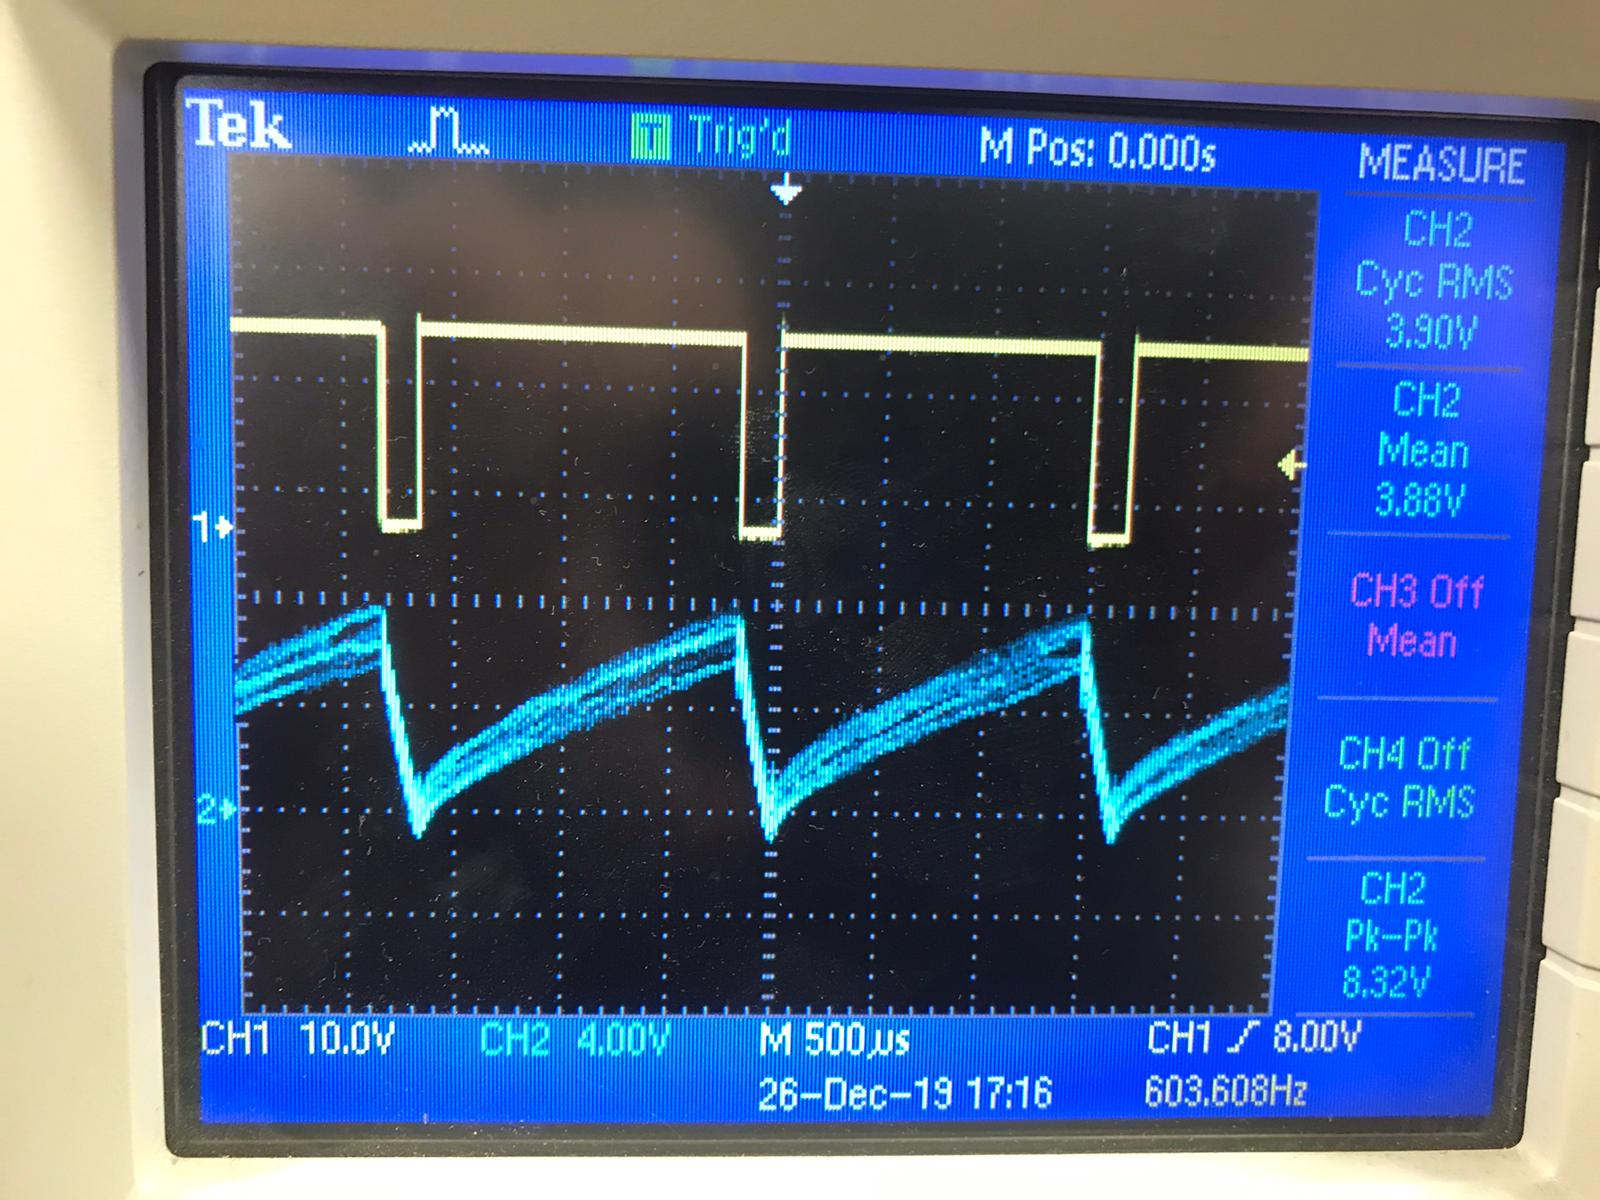 Tek T Trig'd M Pos: 0.000s MEASURE
CH2
Cyc RMS
3.90V
CH2
Mean
3.88V
CH3 Off
Mean
CH4 Off
Cyc RMS
CH2
Pk-Pk
8.32V
1
2
CH1 10.0V CH2 4.00V M 500µs CH1 8.00V
26-Dec-19 17:16 603.608Hz